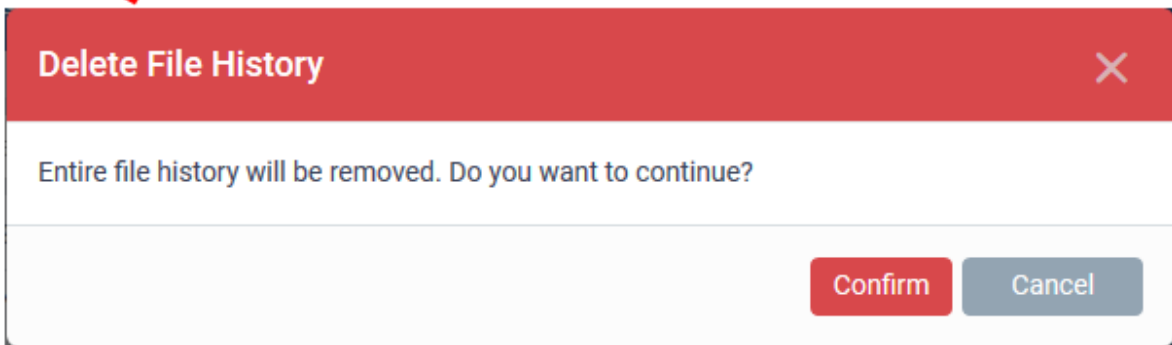 Delete File History
Entire file history will be removed. Do you want to continue?
Confirm Cancel